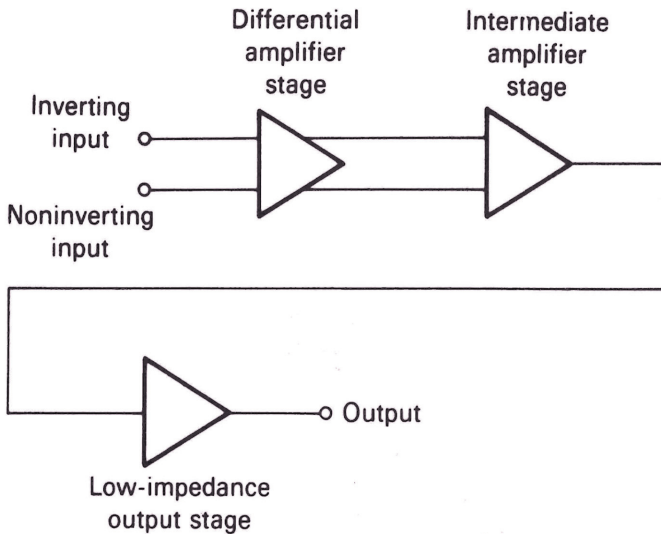 Differential
amplifier
stage
Intermediate
amplifier
stage
Inverting
input
Noninverting
input
Output
Low-impedance
output stage